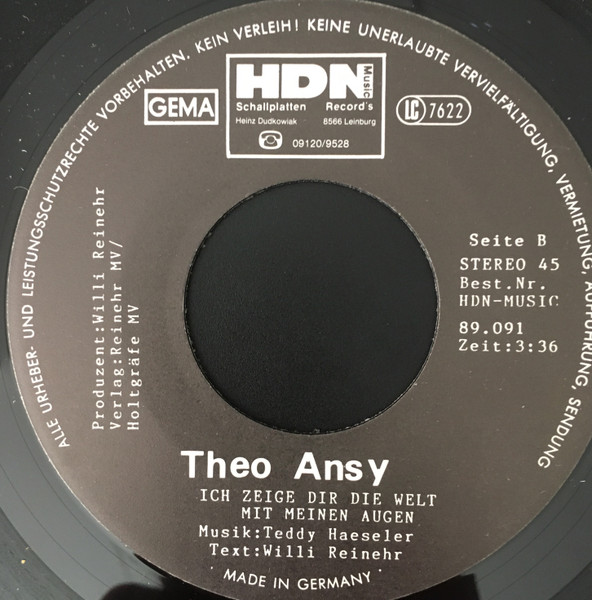 ALLE URHEBER- UND LEISTUNGSSCHUTZRECHTE VORBEHALTEN. KEIN VERLEIH! KEINE UNERLAUBTE VERVIELFÄLTIGUNG, VERMIETUNG, AUFFÜHRUNG, SENDUNG
GEMA
HDN Music
Schallplatten Record's
Heinz Dudkowiak 8566 Leinburg
09120/9528
LC 7622
Produzent:Willi Reinehr
Verlag:Reinehr MV/
Holtgräfe MV
Seite B
STEREO 45
Best.Nr.
HDN-MUSIC
89.091
Zeit:3:36
Theo Ansy
ICH ZEIGE DIR DIE WELT
MIT MEINEN AUGEN
Musik:Teddy Haeseler
Text:Willi Reinehr
MADE IN GERMANY